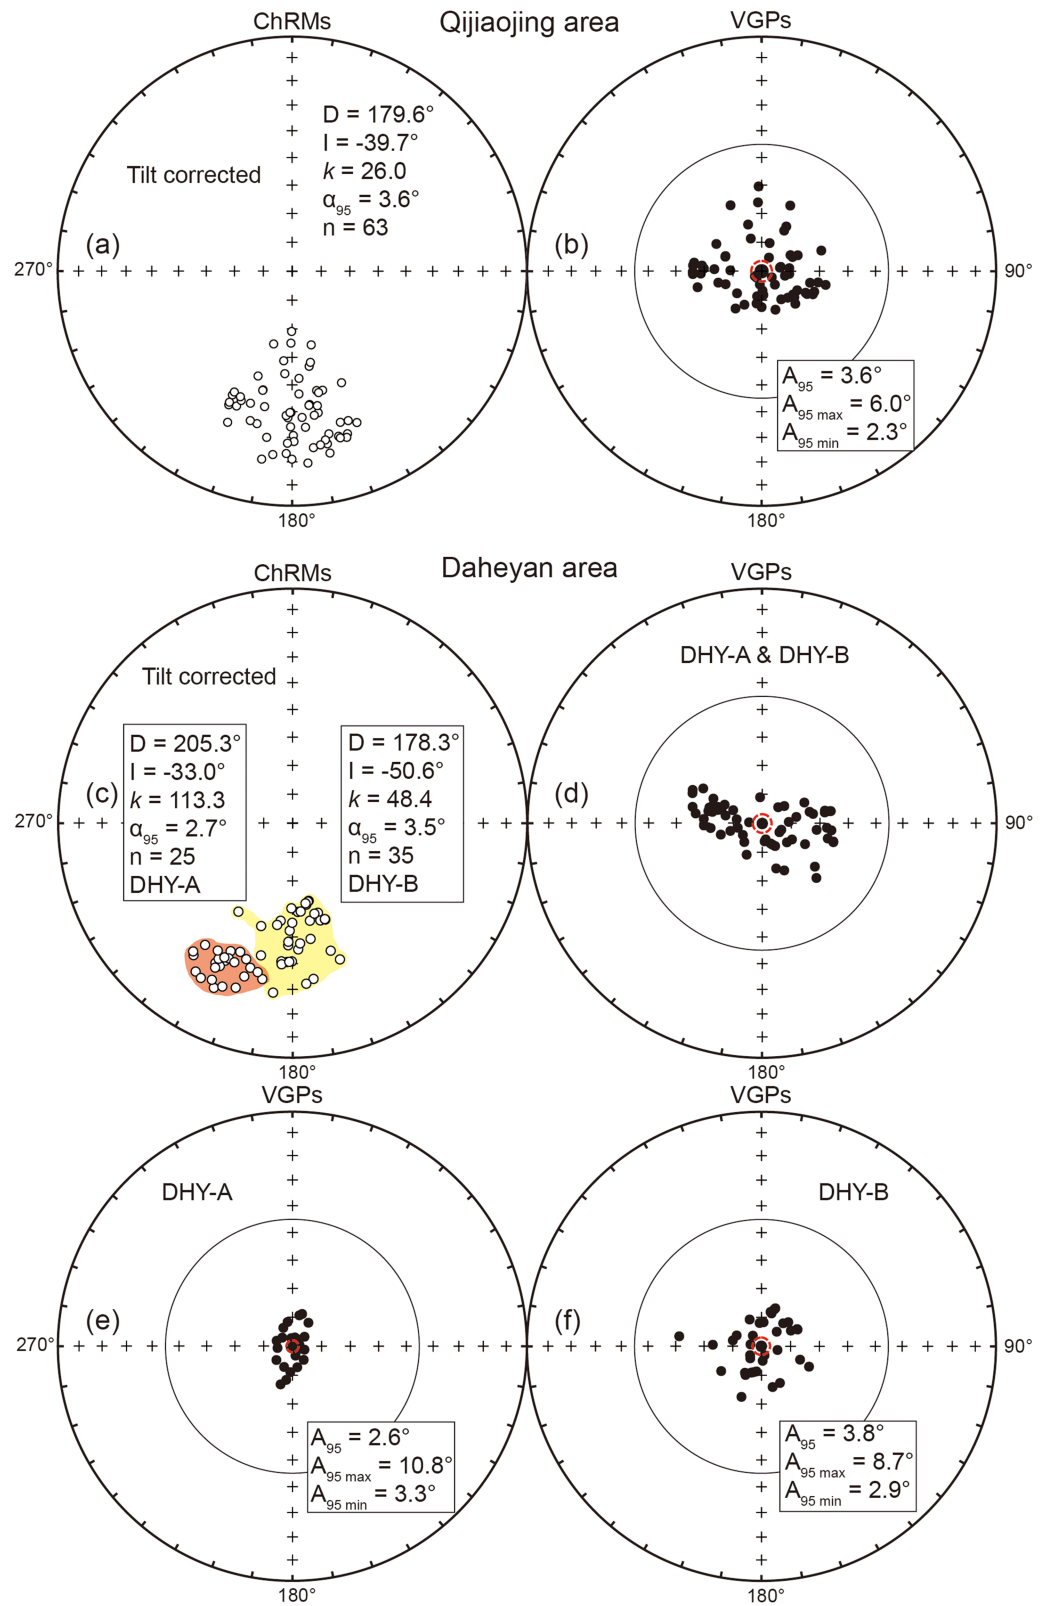 Qijiaojing area
ChRMs
VGPs
D = 179.6°
I = -39.7°
k = 26.0
α95 = 3.6°
n = 63
Tilt corrected
(a)
(b)
270°
90°
A95 = 3.6°
A95 max = 6.0°
A95 min = 2.3°
180°
180°
Daheyan area
ChRMs
VGPs
DHY-A & DHY-B
Tilt corrected
D = 205.3°
I = -33.0°
k = 113.3
α95 = 2.7°
n = 25
DHY-A
D = 178.3°
I = -50.6°
k = 48.4
α95 = 3.5°
n = 35
DHY-B
(c)
(d)
270°
90°
180°
180°
VGPs
VGPs
DHY-A
DHY-B
(e)
(f)
270°
90°
A95 = 2.6°
A95 max = 10.8°
A95 min = 3.3°
A95 = 3.8°
A95 max = 8.7°
A95 min = 2.9°
180°
180°